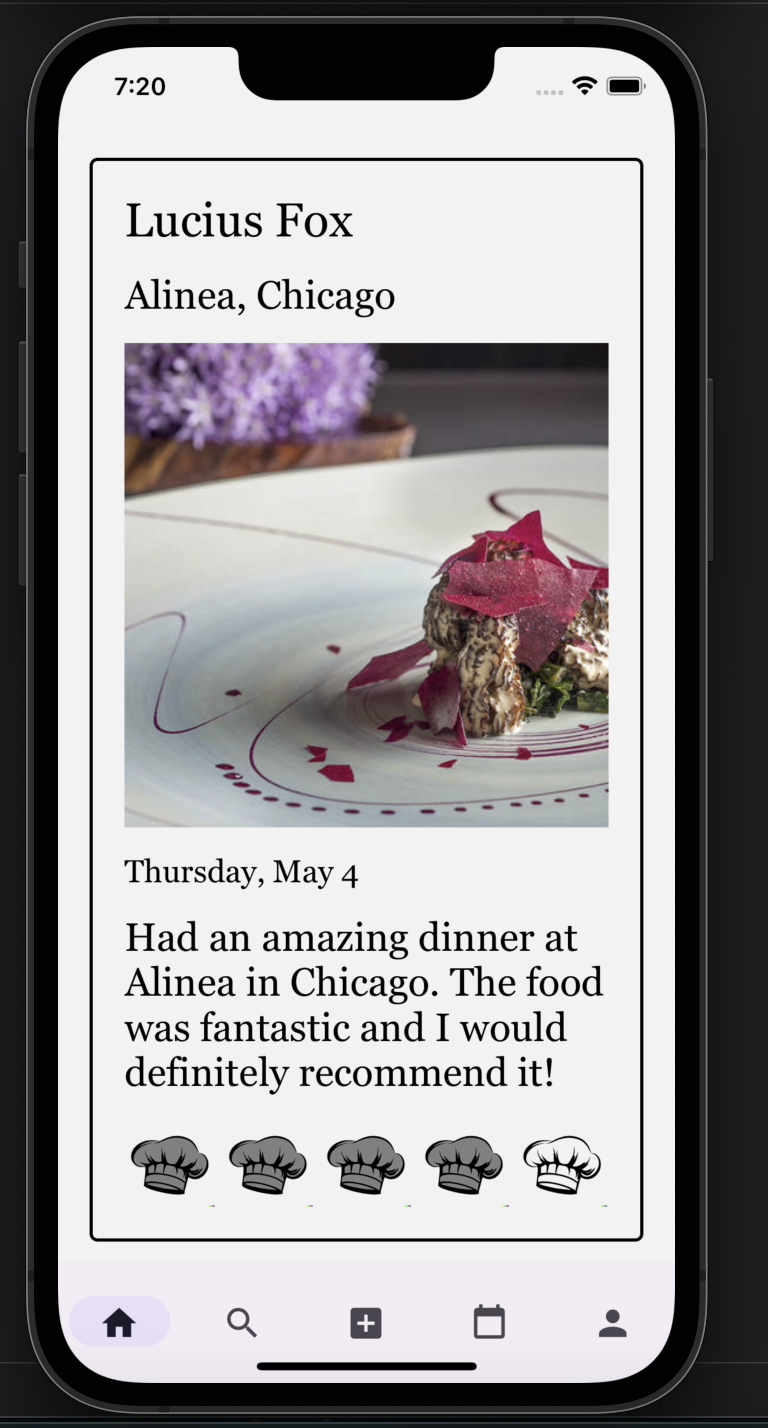 7:20
Lucius Fox
Alinea, Chicago
Thursday, May 4
Had an amazing dinner at
Alinea in Chicago. The food
was fantastic and I would
definitely recommend it!